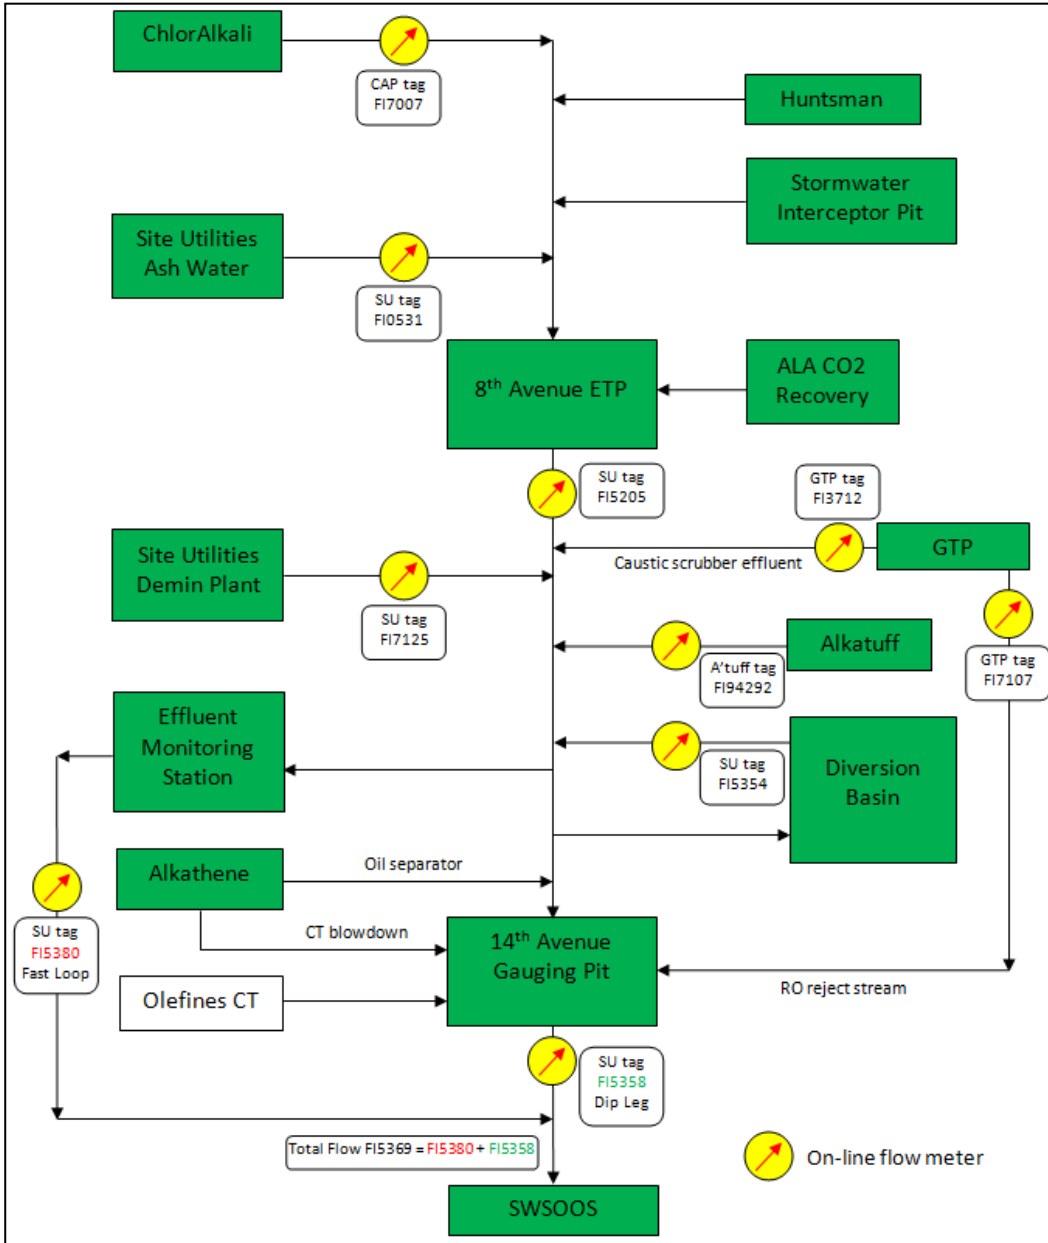 ChlorAlkali
CAP tag
FI7007
Huntsman
Stormwater
Interceptor Pit
Site Utilities
Ash Water
SU tag
FI0531
8th Avenue ETP
ALA CO2
Recovery
SU tag
FI5205
GTP tag
FI3712
GTP
Caustic scrubber effluent
Site Utilities
Demin Plant
SU tag
FI7125
Alkatuff
A'tuff tag
FI94292
GTP tag
FI7107
Effluent
Monitoring
Station
SU tag
FI5354
Diversion
Basin
Alkathene
Oil separator
SU tag
FI5380
Fast Loop
CT blowdown
14th Avenue
Gauging Pit
Olefines CT
RO reject stream
SU tag
FI5358
Dip Leg
Total Flow FI5369 = FI5380 + FI5358
On-line flow meter
SWSOOS